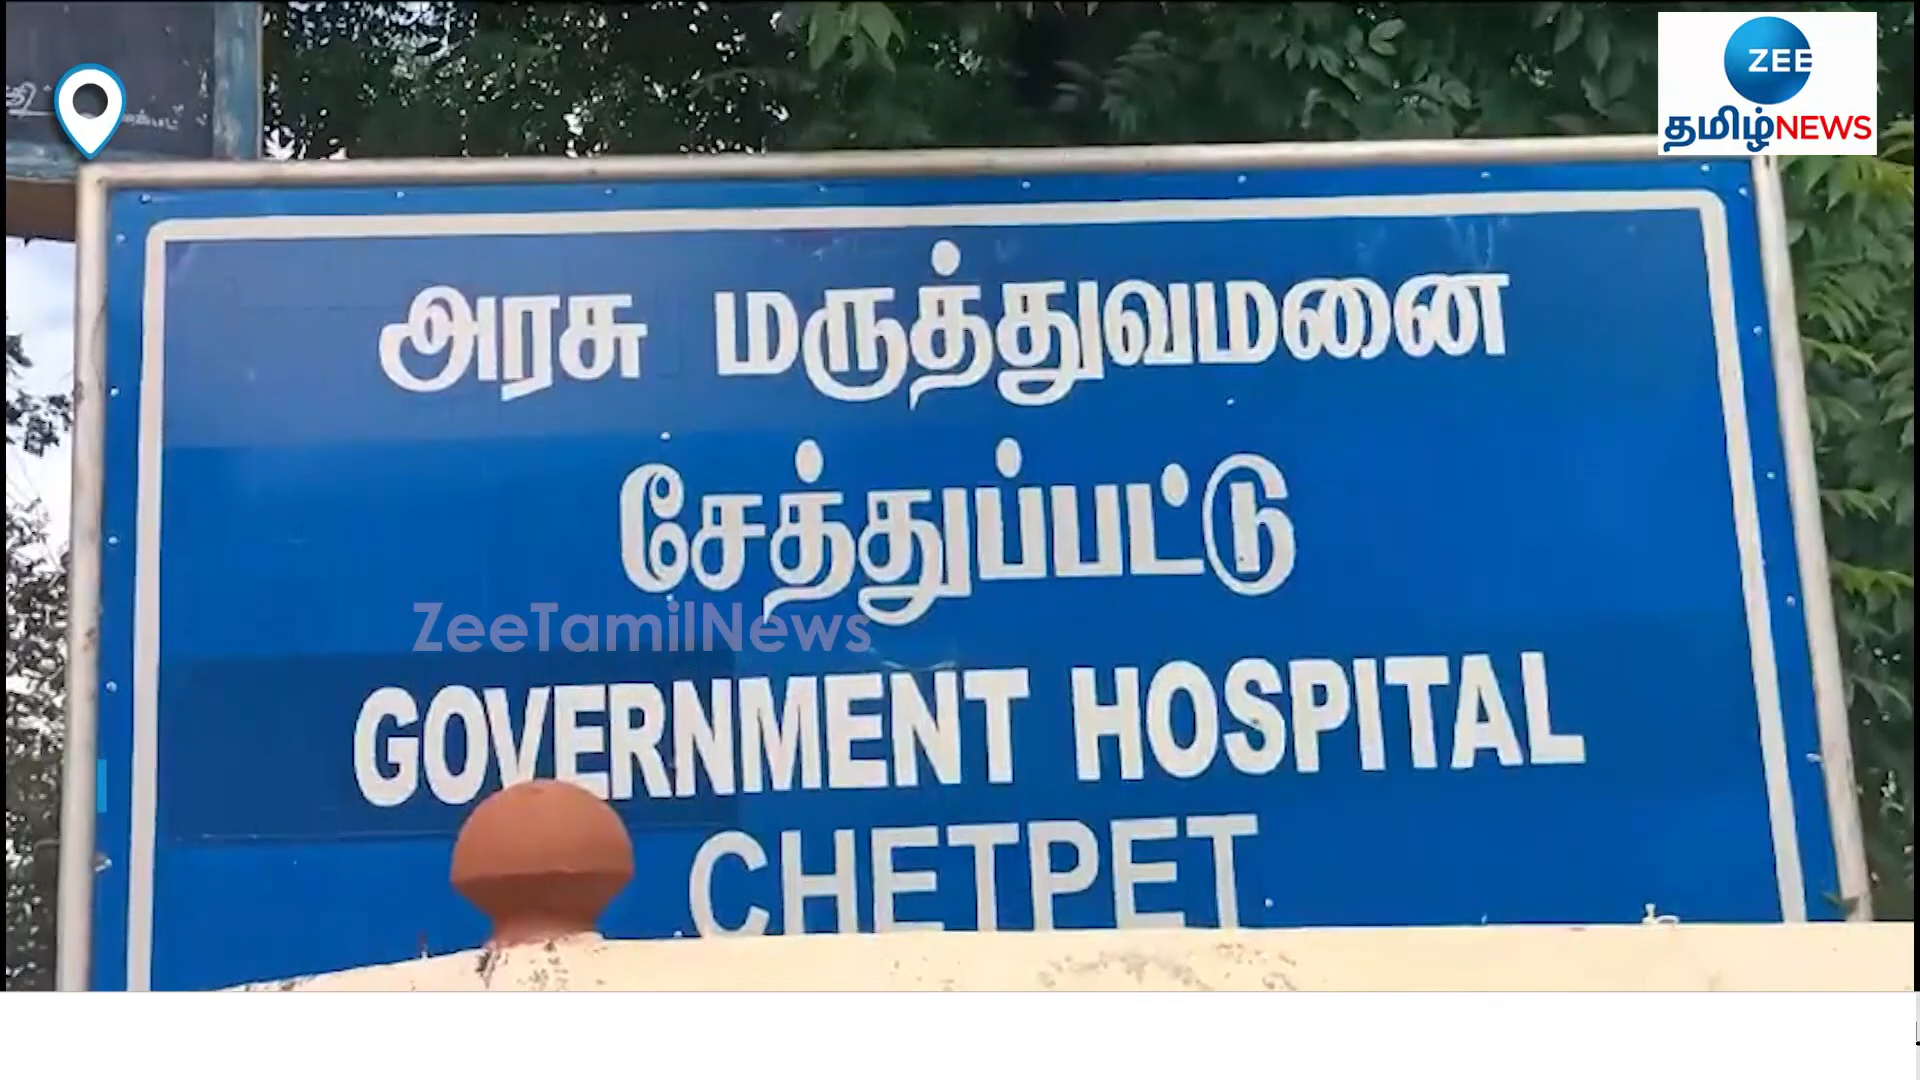 ZEE
தமிழ்NEWS
அரசு மருத்துவமனை
சேத்துப்பட்டு
ZeeTamilNews
GOVERNMENT HOSPITAL
CHETPET